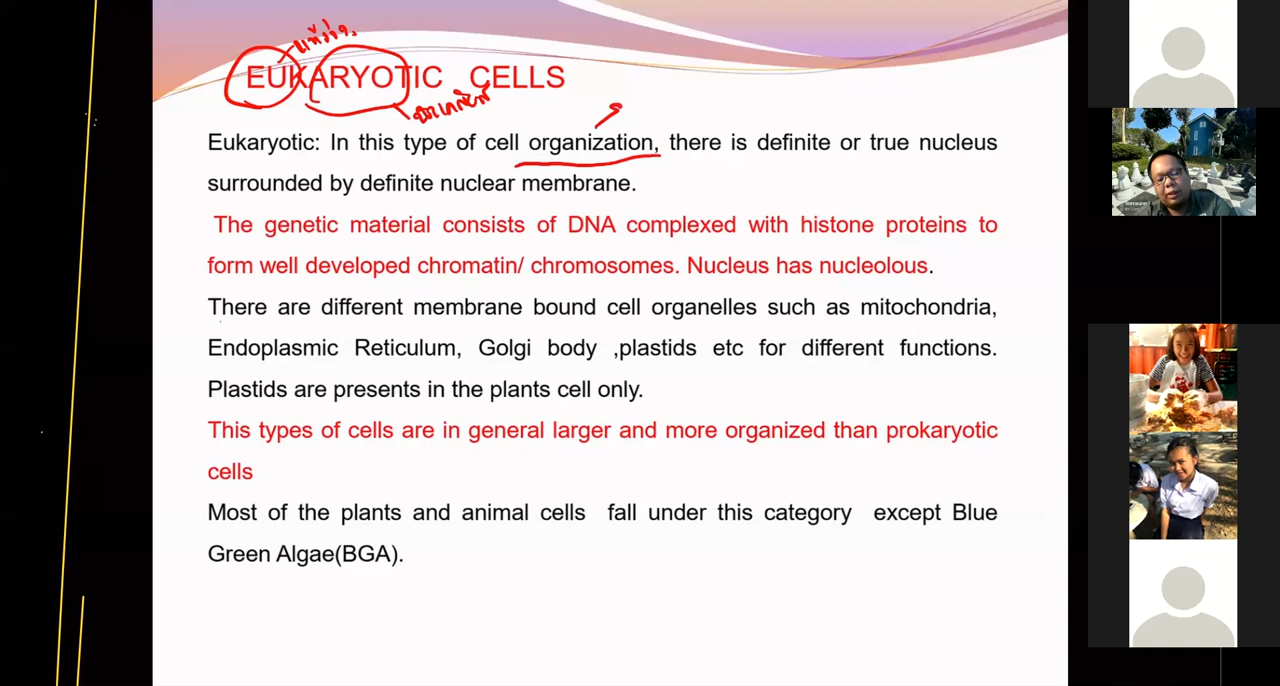 EUKARYOTIC CELLS
Eukaryotic: In this type of cell organization, there is definite or true nucleus
surrounded by definite nuclear membrane.
The genetic material consists of DNA complexed with histone proteins to
form well developed chromatin/ chromosomes. Nucleus has nucleolous.
There are different membrane bound cell organelles such as mitochondria,
Endoplasmic Reticulum, Golgi body ,plastids etc for different functions.
Plastids are presents in the plants cell only.
This types of cells are in general larger and more organized than prokaryotic
cells
Most of the plants and animal cells fall under this category except Blue
Green Algae(BGA).